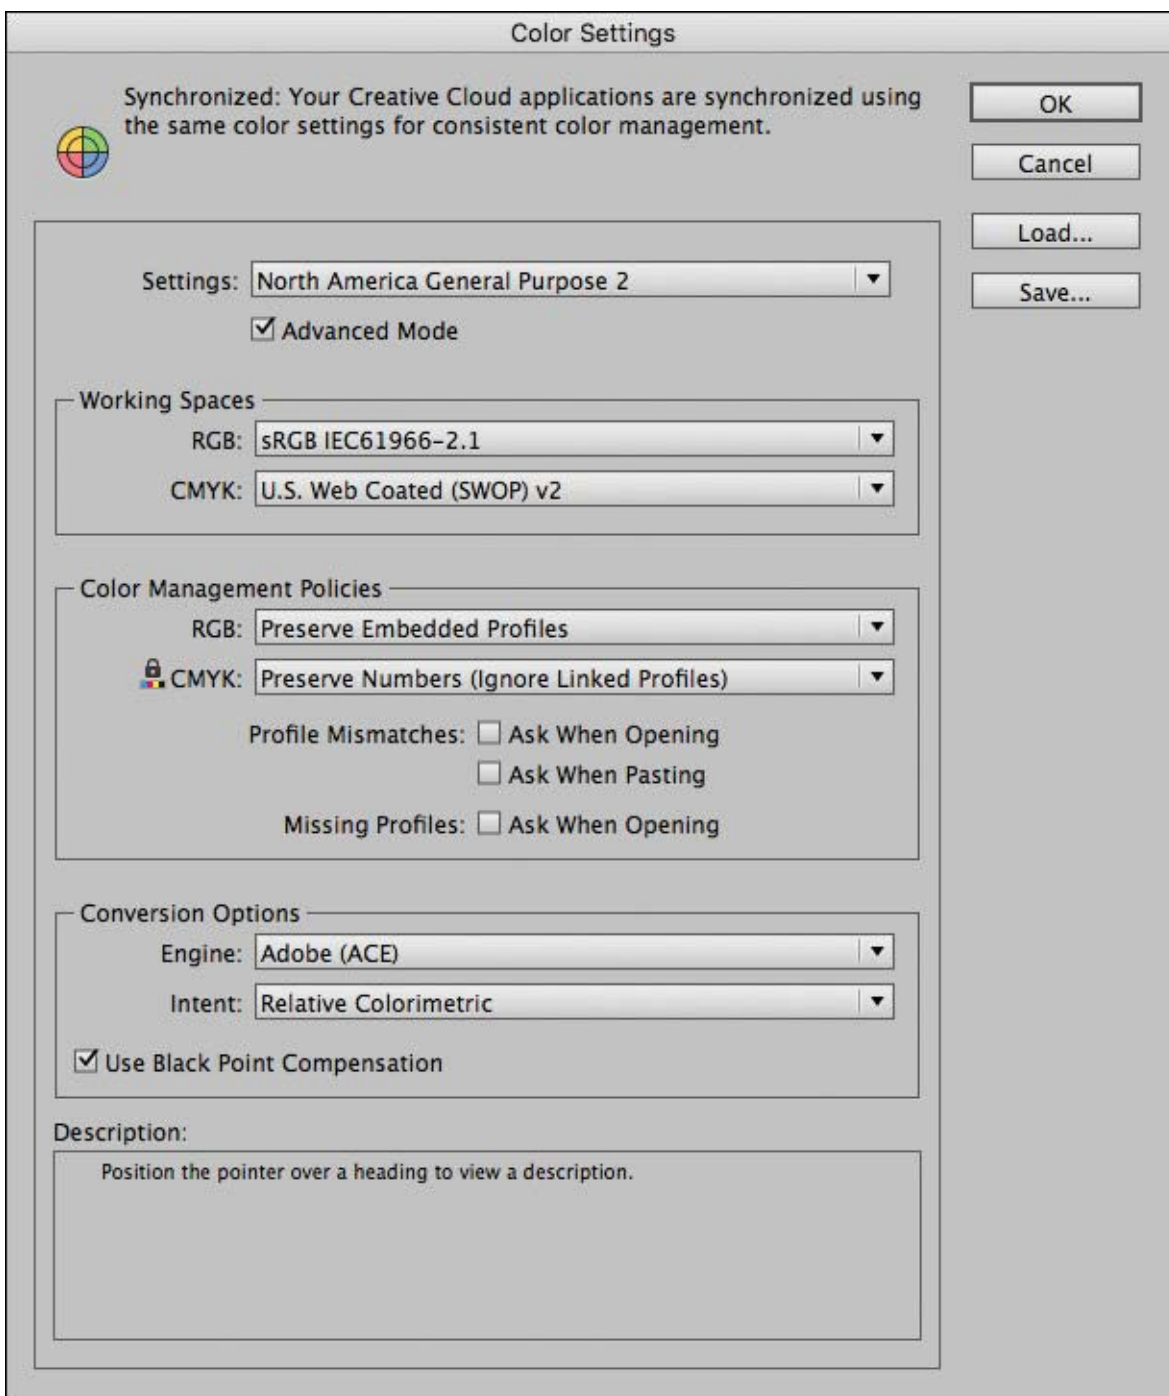 Color Settings
Synchronized: Your Creative Cloud applications are synchronized using
the same color settings for consistent color management.
OK
Cancel
Load...
Save...
Settings: North America General Purpose 2
Advanced Mode
Working Spaces
RGB: sRGB IEC61966-2.1
CMYK: U.S. Web Coated (SWOP) v2
Color Management Policies
RGB: Preserve Embedded Profiles
CMYK: Preserve Numbers (Ignore Linked Profiles)
Profile Mismatches: Ask When Opening
Ask When Pasting
Missing Profiles: Ask When Opening
Conversion Options
Engine: Adobe (ACE)
Intent: Relative Colorimetric
Use Black Point Compensation
Description:
Position the pointer over a heading to view a description.